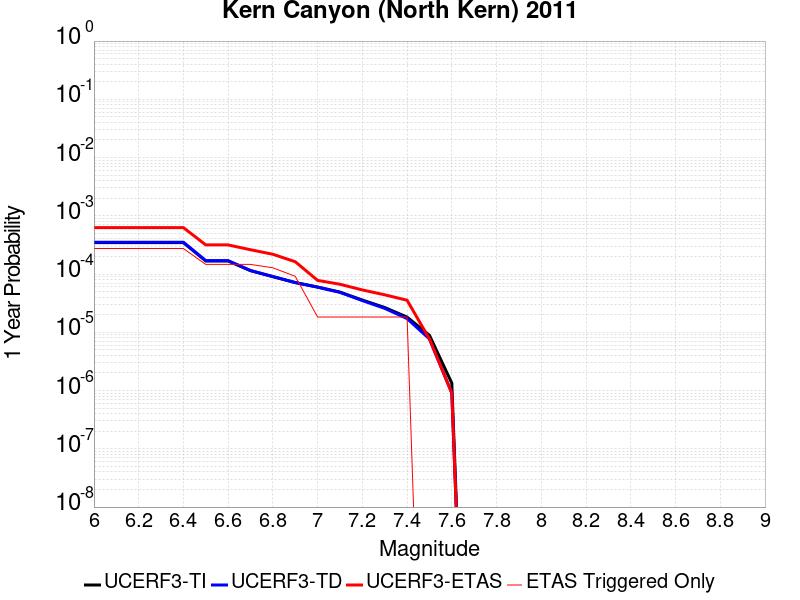 Kern Canyon (North Kern) 2011
10^0
10^-1
10^-2
10^-3
10^-4
10^-5
10^-6
10^-7
10^-8
1 Year Probability
6 6.2 6.4 6.6 6.8 7 7.2 7.4 7.6 7.8 8 8.2 8.4 8.6 8.8 9
Magnitude
UCERF3-TI UCERF3-TD UCERF3-ETAS ETAS Triggered Only